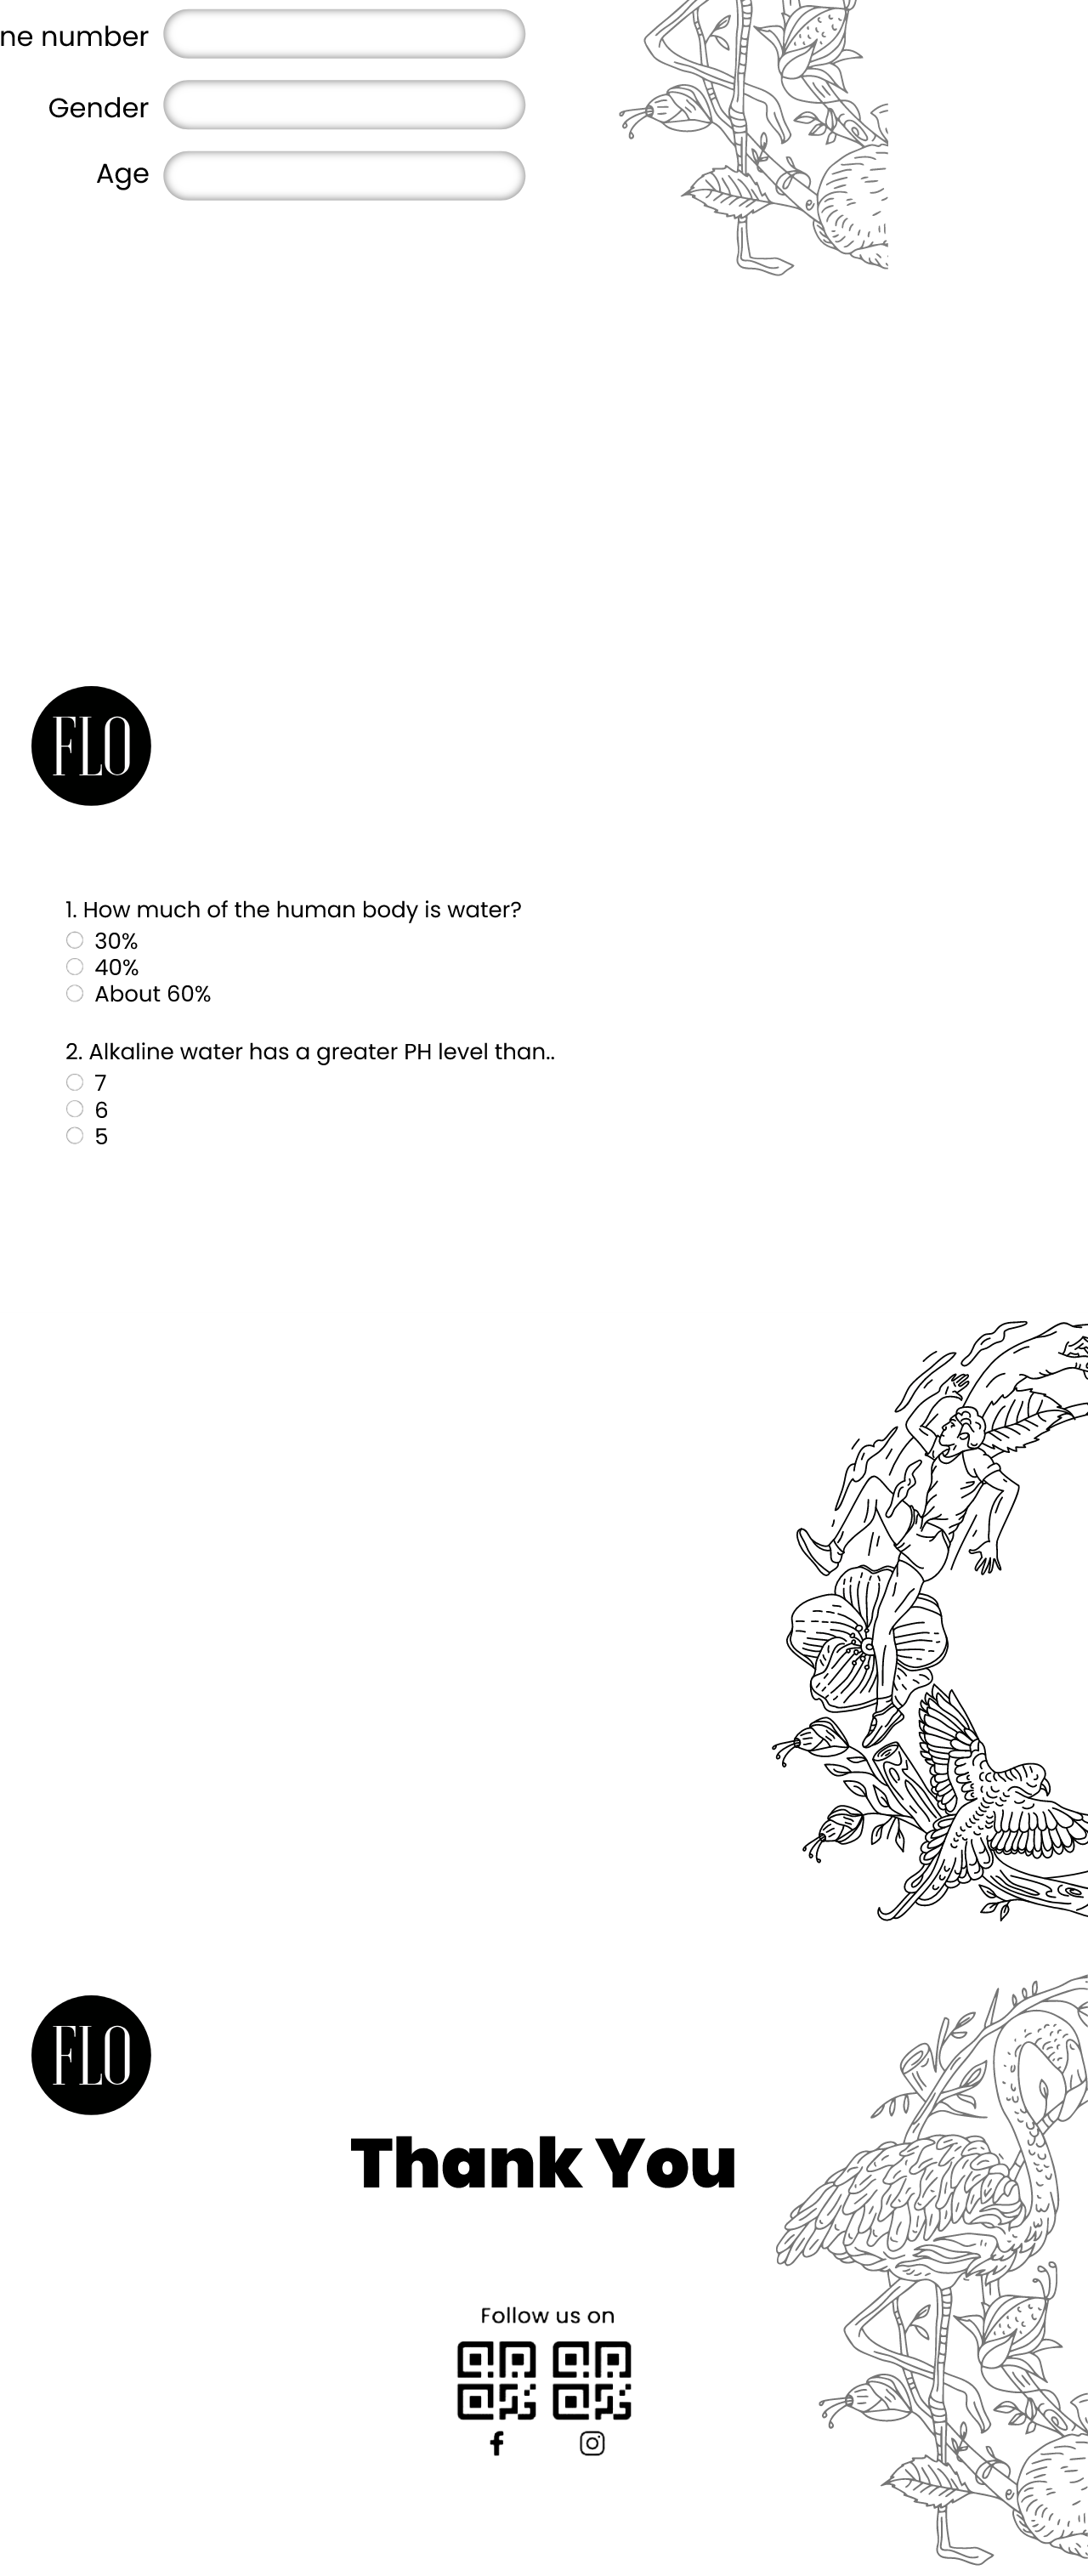 ne number
Gender
Age
FLO
1. How much of the human body is water?
30%
40%
About 60%
2. Alkaline water has a greater PH level than..
7
6
5
FLO
Thank You
Follow us on